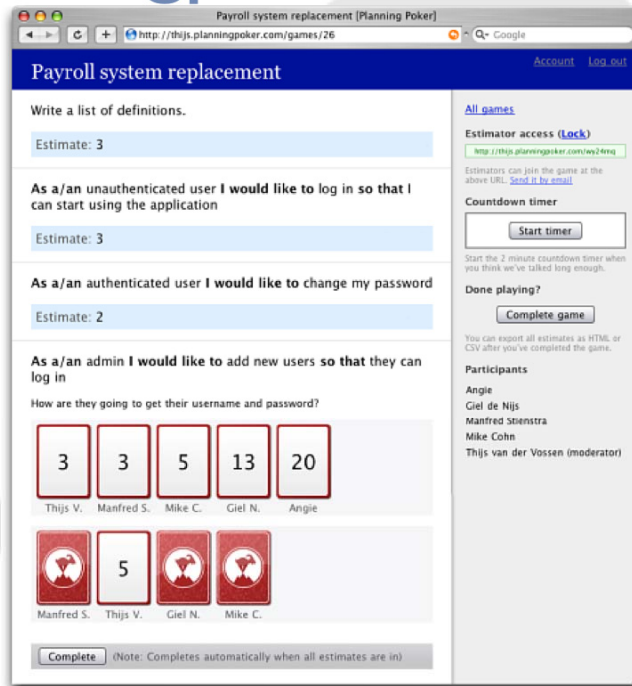 Payroll system replacement [Planning Poker]
http://thijs.planningpoker.com/games/26
Google
Payroll system replacement
Account Log out
Write a list of definitions.
Estimate: 3
As a/an unauthenticated user I would like to log in so that I
can start using the application
Estimate: 3
As a/an authenticated user I would like to change my password
Estimate: 2
As a/an admin I would like to add new users so that they can
log in
How are they going to get their username and password?
3 3 5 13 20
Thijs V. Manfred S. Mike C. Giel N. Angie
5
Manfred S. Thijs V. Giel N. Mike C.
Complete (Note: Completes automatically when all estimates are in)
All games
Estimator access (Lock)
http://thijs.planningpoker.com/wy24mq
Estimators can join the game at the
above URL. Send it by email
Countdown timer
Start timer
Start the 2 minute countdown timer when
you think we've talked long enough.
Done playing?
Complete game
You can export all estimates as HTML or
CSV after you've completed the game.
Participants
Angie
Giel de Nijs
Manfred Stienstra
Mike Cohn
Thijs van der Vossen (moderator)